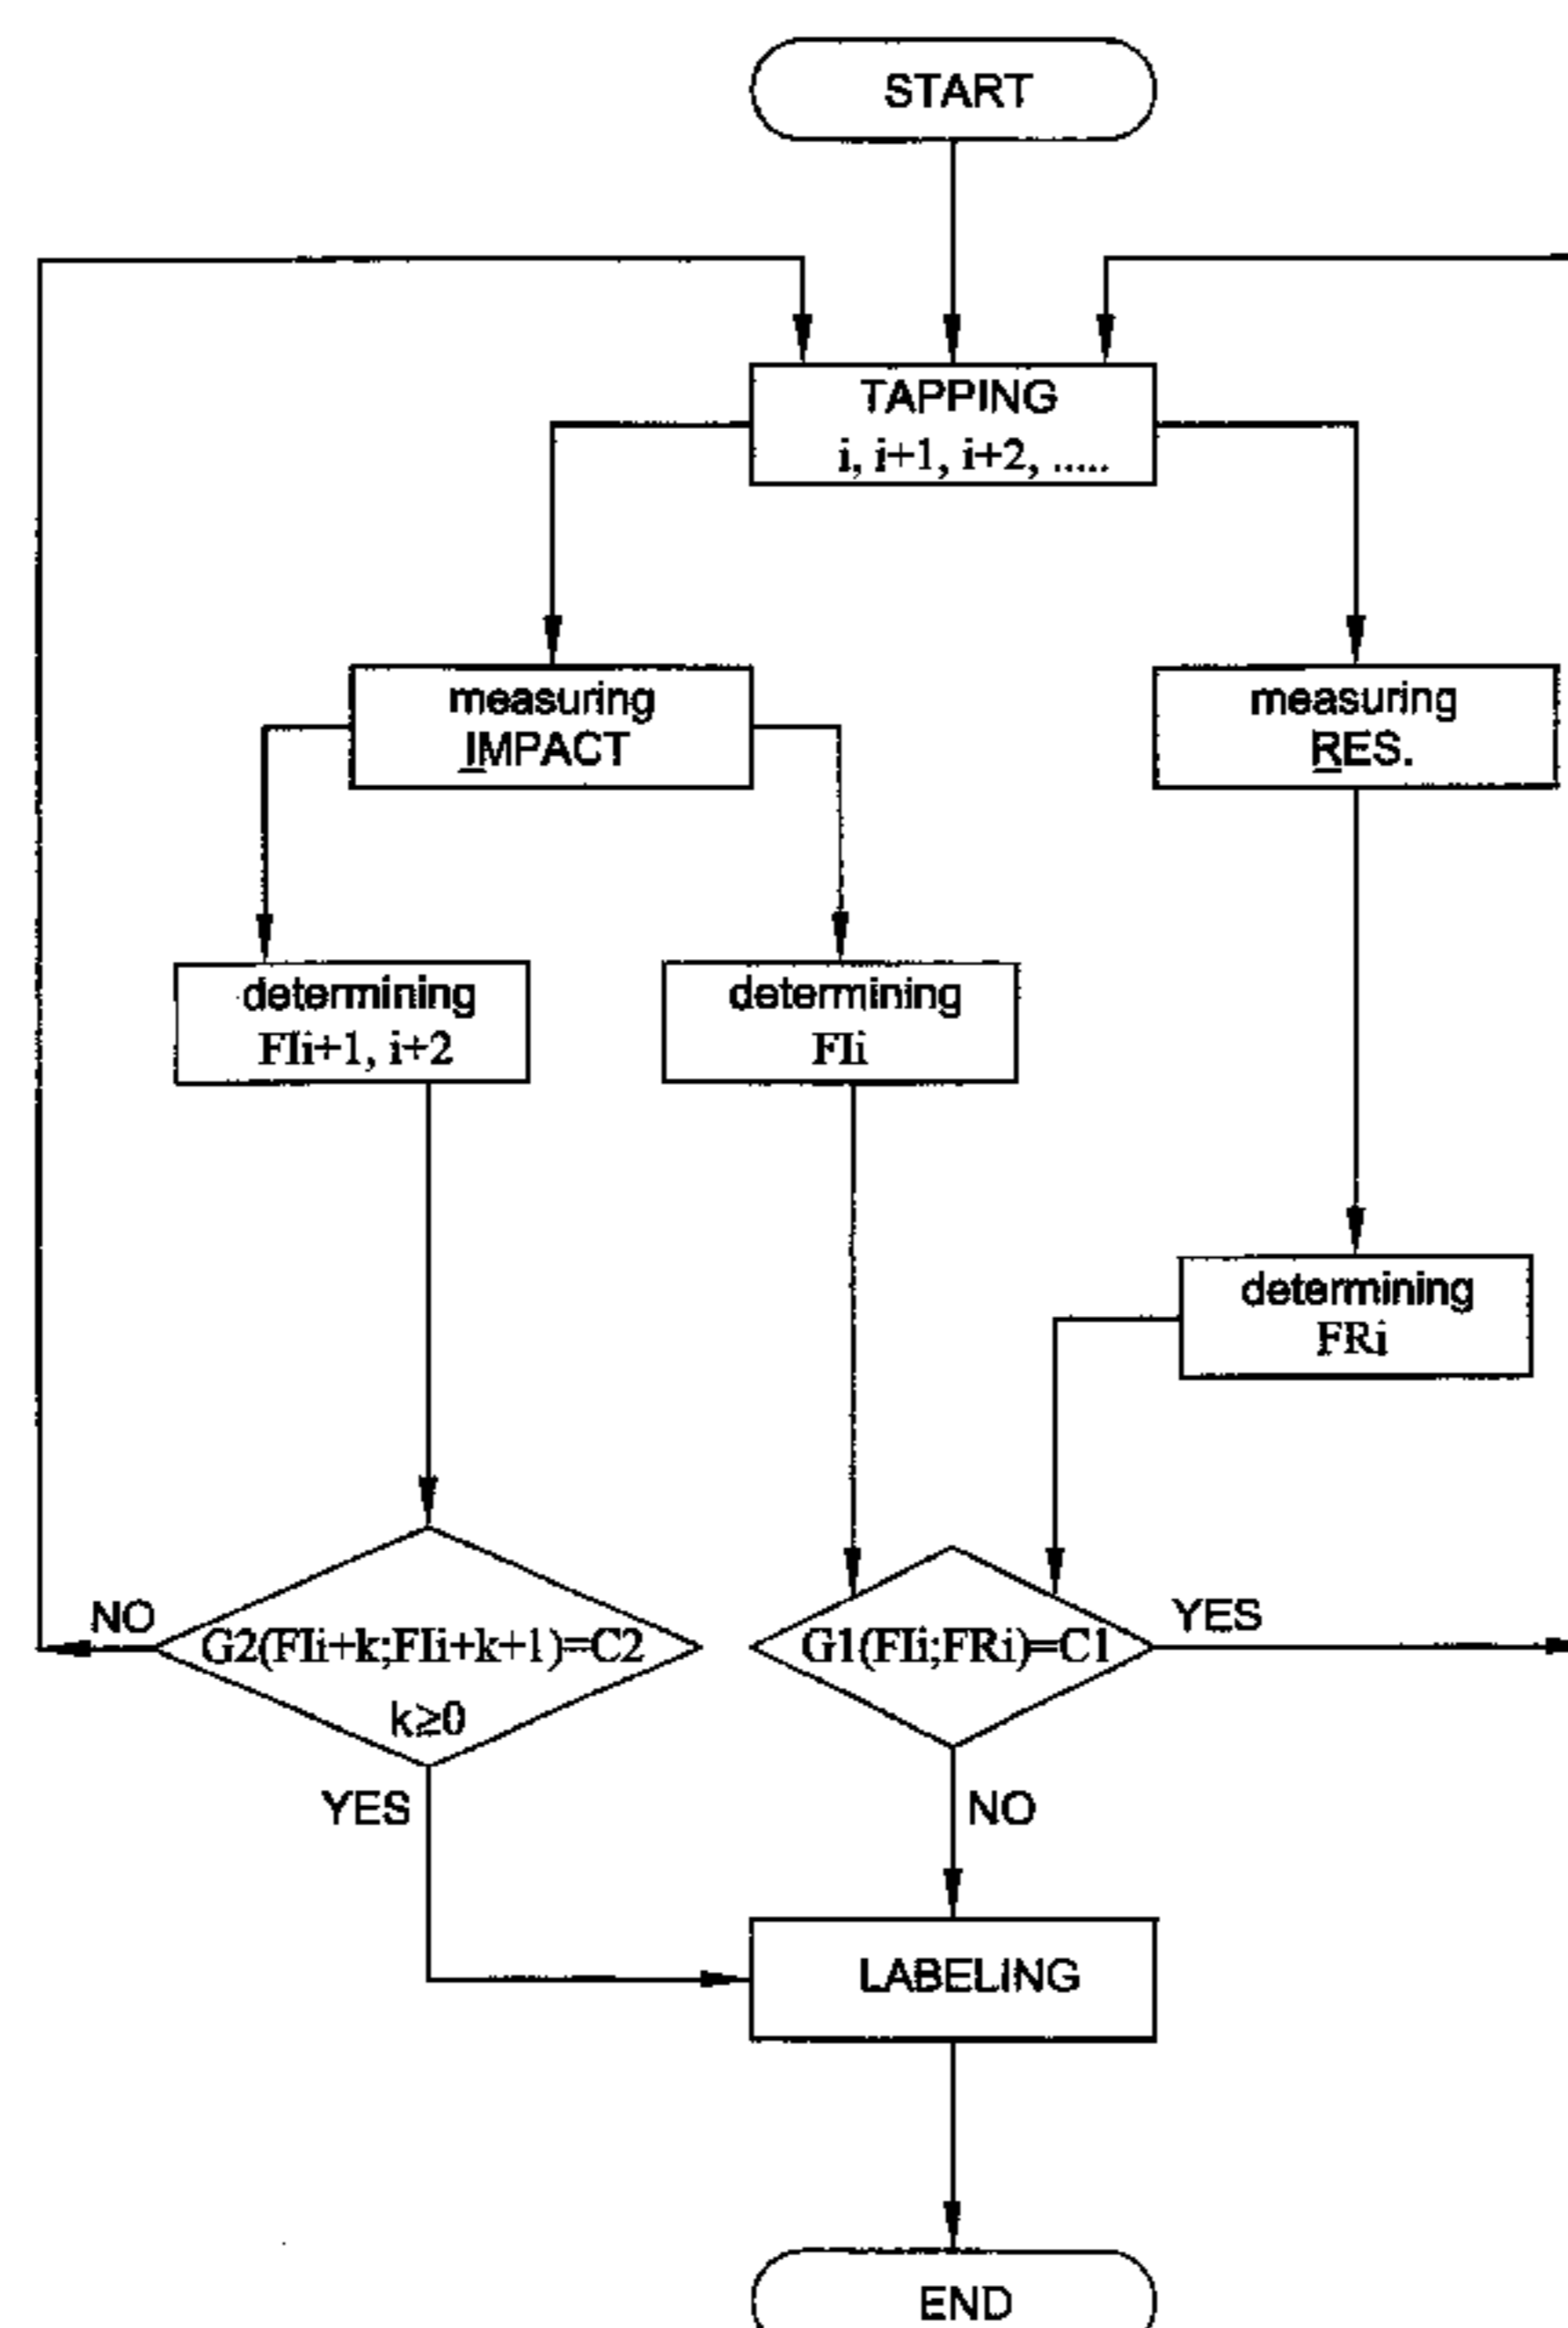 START
TAPPING
i, i+1, i+2, .....
measuring
IMPACT
measuring
RES.
determining
FIi+1, i+2
determining
FIi
determining
FRi
NO
G2(FIi+k;FIi+k+1)=C2
k≥0
YES
G1(FIi;FRi)=C1
YES
NO
LABELING
END